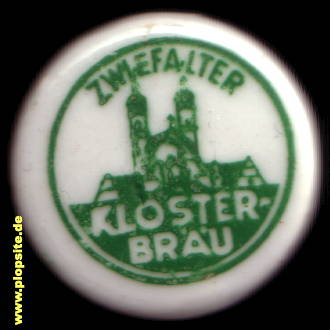 ZWIEFALTER
KLOSTER-
BRÄU
www.plopsite.de